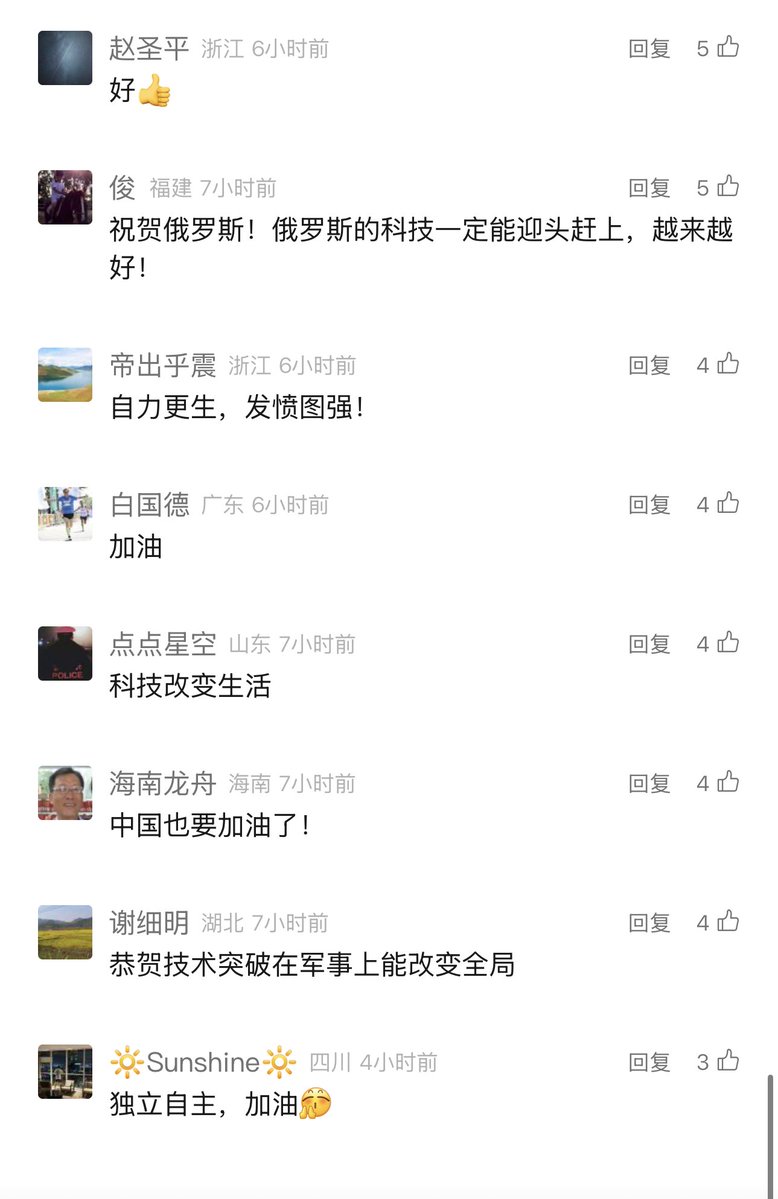 赵圣平 浙江 6小时前 回复 5
好👍
俊 福建 7小时前 回复 5
祝贺俄罗斯！俄罗斯的科技一定能迎头赶上，越来越
好！
帝出乎震 浙江 6小时前 回复 4
自力更生，发愤图强！
白国德 广东 6小时前 回复 4
加油
点点星空 山东 7小时前 回复 4
POLICE
科技改变生活
海南龙舟 海南 7小时前 回复 4
中国也要加油了！
谢细明 湖北 7小时前 回复 4
恭贺技术突破在军事上能改变全局
🔆Sunshine🔆 四川 4小时前 回复 3
独立自主，加油🤗